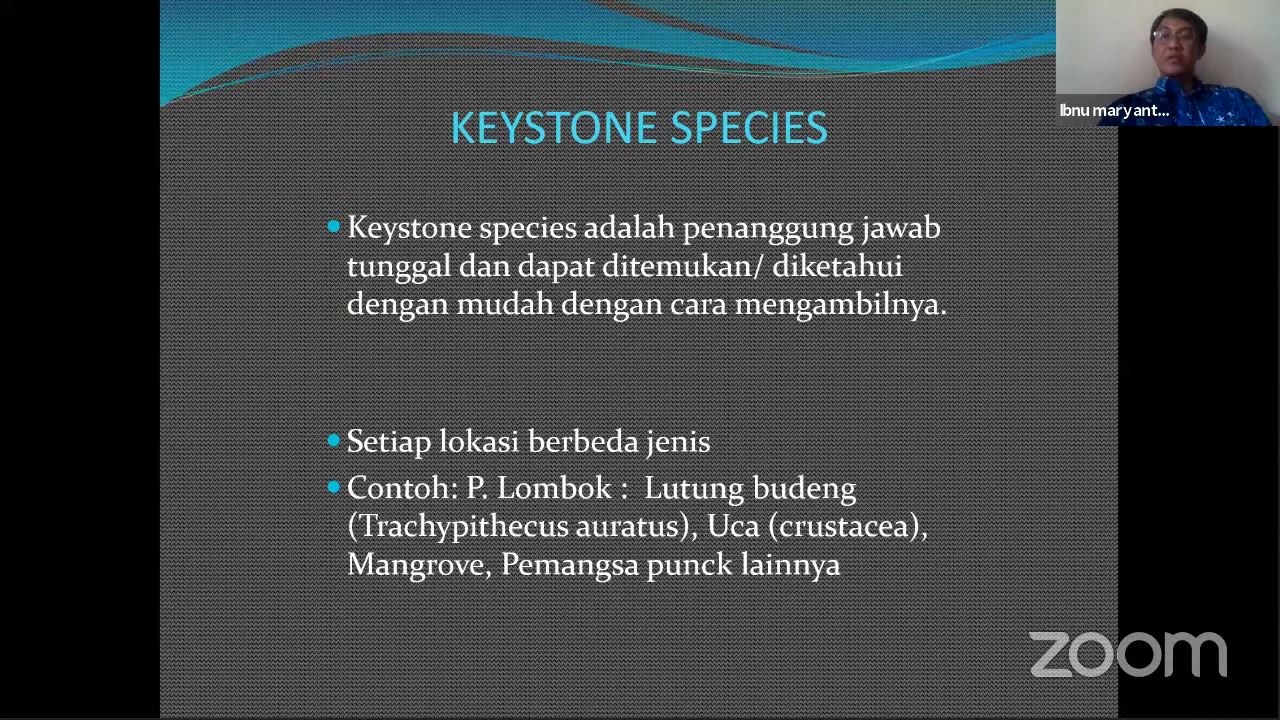 KEYSTONE SPECIES
Ibnu maryant...
Keystone species adalah penanggung jawab
tunggal dan dapat ditemukan/ diketahui
dengan mudah dengan cara mengambilnya.
Setiap lokasi berbeda jenis
Contoh: P. Lombok : Lutung budeng
(Trachypithecus auratus), Uca (crustacea),
Mangrove, Pemangsa punck lainnya
zoom